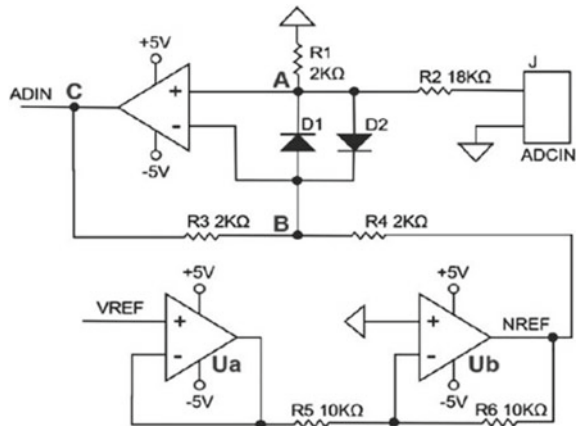 +5V
R1
2KΩ
C
A
R2 18KΩ
J
ADIN
+
-
D1
D2
-5V
ADCIN
B
R3 2KΩ
R4 2KΩ
+5V
+5V
VREF
+
-
Ua
+
-
Ub
NREF
-5V
-5V
R5 10KΩ
R6 10KΩ